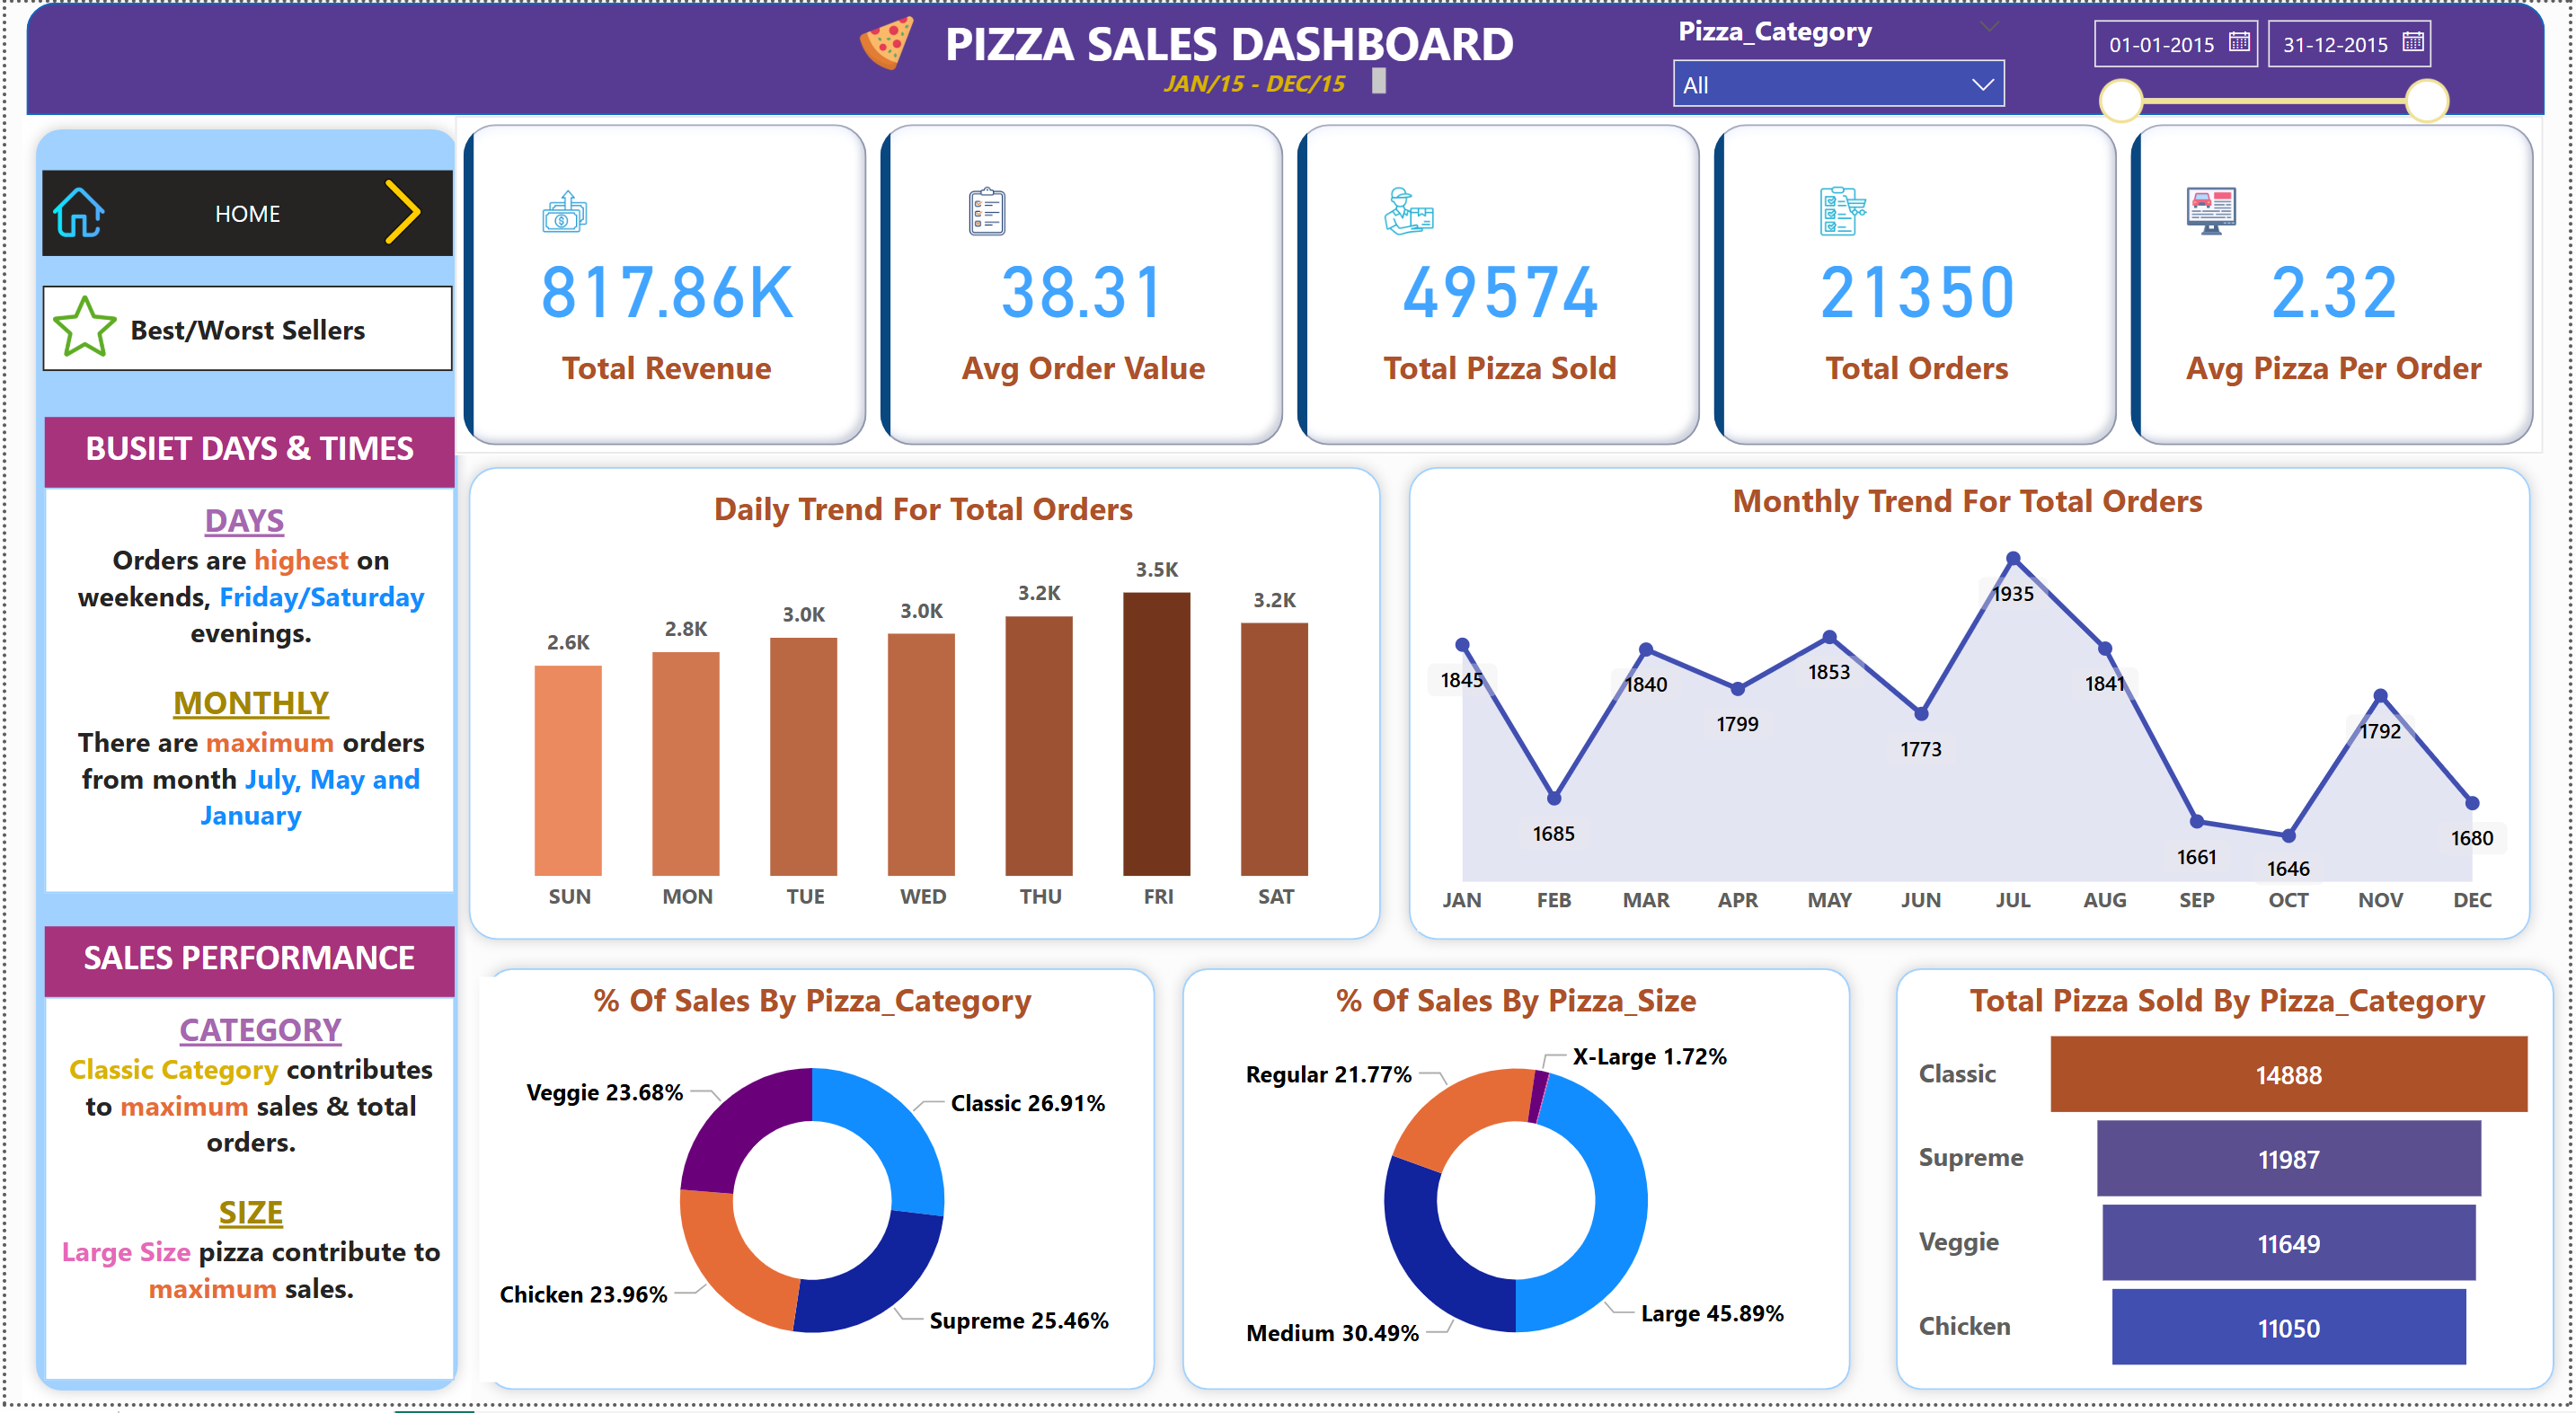 PIZZA SALES DASHBOARD
JAN/15 - DEC/15
Pizza_Category
All
01-01-2015
31-12-2015
HOME
Best/Worst Sellers
BUSIET DAYS & TIMES
DAYS
Orders are highest on
weekends, Friday/Saturday
evenings.
MONTHLY
There are maximum orders
from month July, May and
January
SALES PERFORMANCE
CATEGORY
Classic Category contributes
to maximum sales & total
orders.
SIZE
Large Size pizza contribute to
maximum sales.
817.86K
Total Revenue
38.31
Avg Order Value
49574
Total Pizza Sold
21350
Total Orders
2.32
Avg Pizza Per Order
Daily Trend For Total Orders
2.6K
2.8K
3.0K
3.0K
3.2K
3.5K
3.2K
SUN MON TUE WED THU FRI SAT
Monthly Trend For Total Orders
1845
1685
1840
1799
1853
1773
1935
1841
1661
1646
1792
1680
JAN FEB MAR APR MAY JUN JUL AUG SEP OCT NOV DEC
% Of Sales By Pizza_Category
Veggie 23.68%
Classic 26.91%
Chicken 23.96%
Supreme 25.46%
% Of Sales By Pizza_Size
X-Large 1.72%
Regular 21.77%
Large 45.89%
Medium 30.49%
Total Pizza Sold By Pizza_Category
Classic 14888
Supreme 11987
Veggie 11649
Chicken 11050